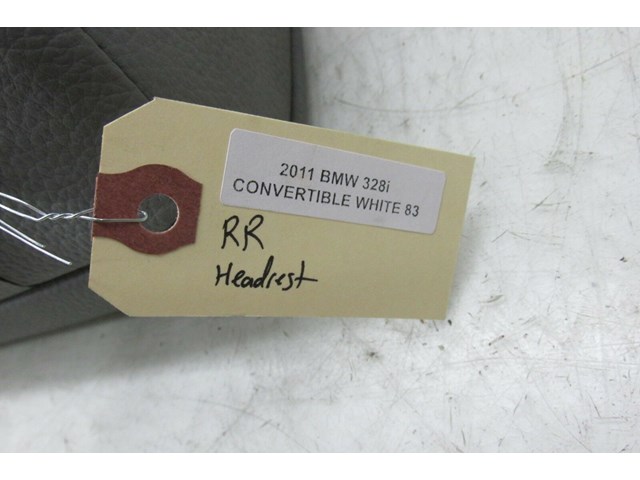 2011 BMW 328i
CONVERTIBLE WHITE 83
RR
Headrest